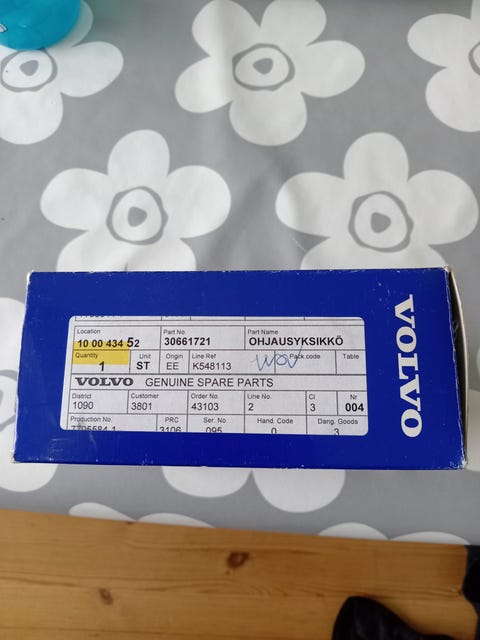 Location Part No. Part Name
10 00 434 52 30661721 OHJAUSYKSIKKÖ
Quantity Unit Origin Line Ref Pack code Table
1 ST EE K548113
VOLVO GENUINE SPARE PARTS
District Customer Order No. Line No. CI Nr
1090 3801 43103 2 3 004
Production No. PRC Ser. No Hand. Code Dang. Goods
3106 095 0 3
VOLVO